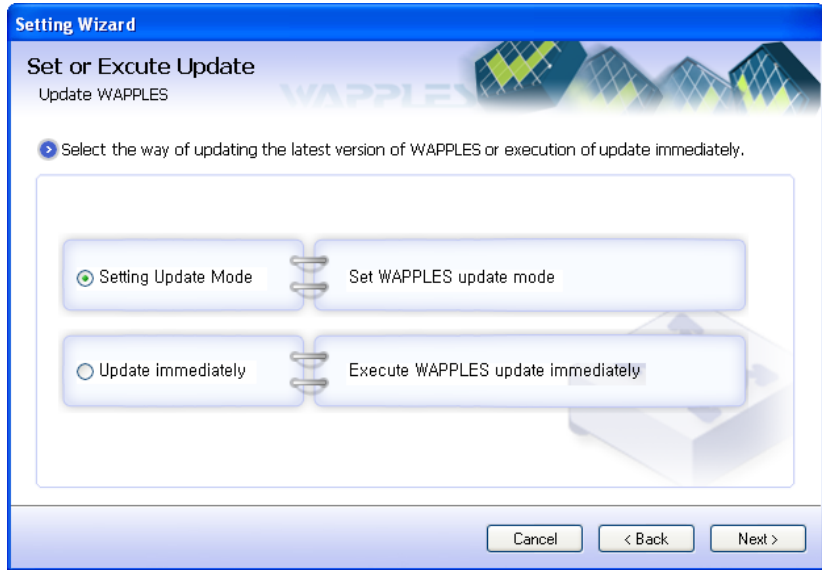 Setting Wizard
Set or Excute Update
Update WAPPLES
WAPPLES
Select the way of updating the latest version of WAPPLES or execution of update immediately.
Setting Update Mode
Set WAPPLES update mode
Update immediately
Execute WAPPLES update immediately
Cancel
< Back
Next >